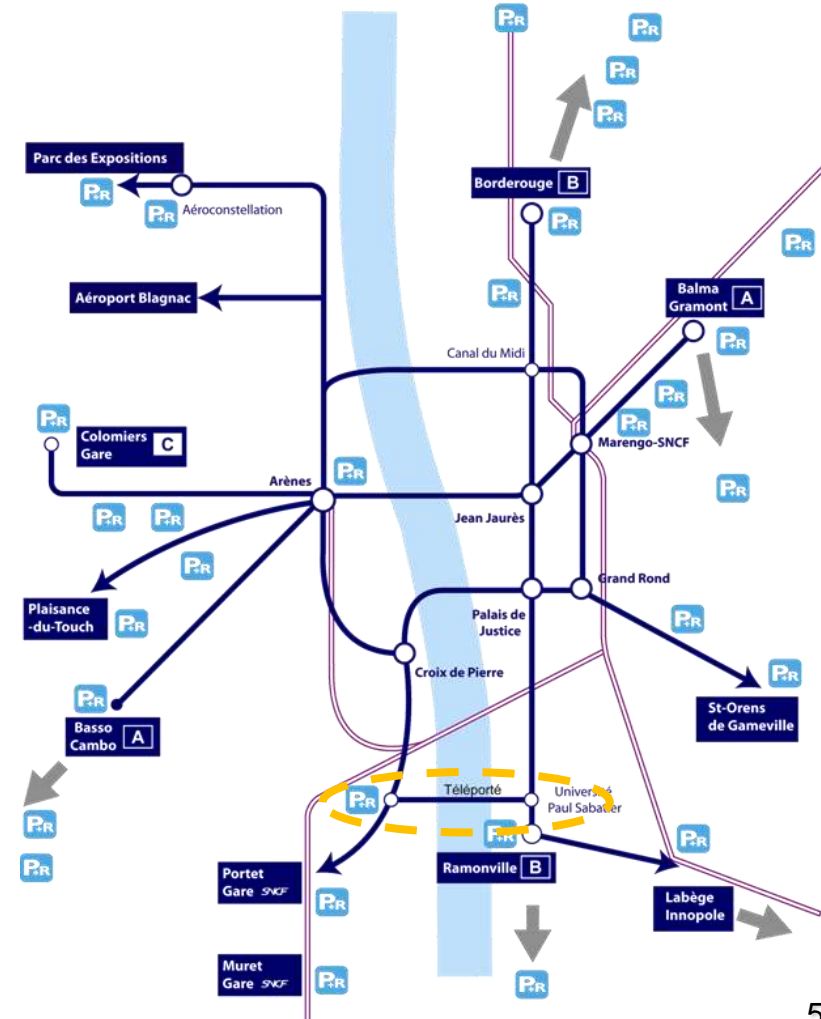 P+R
P+R
P+R
P+R
Parc des Expositions
P+R
P+R
Aéroconstellation
Borderouge B
P+R
P+R
Aéroport Blagnac
P+R
Balma
Gramont A
P+R
Canal du Midi
P+R
P+R
Marengo-SNCF
P+R
Colomiers
Gare C
Arènes
P+R
P+R
Jean Jaurès
P+R
P+R
P+R
Plaisance
-du-Touch
P+R
Grand Rond
Palais de
Justice
P+R
Croix de Pierre
P+R
St-Orens
de Gameville
P+R
Basso
Cambo A
P+R
P+R
P+R
Téléporté
Université
Paul Sabatier
P+R
Ramonville B
P+R
Labège
Innopole
Portet
Gare SNCF
P+R
Muret
Gare SNCF
P+R
P+R
5